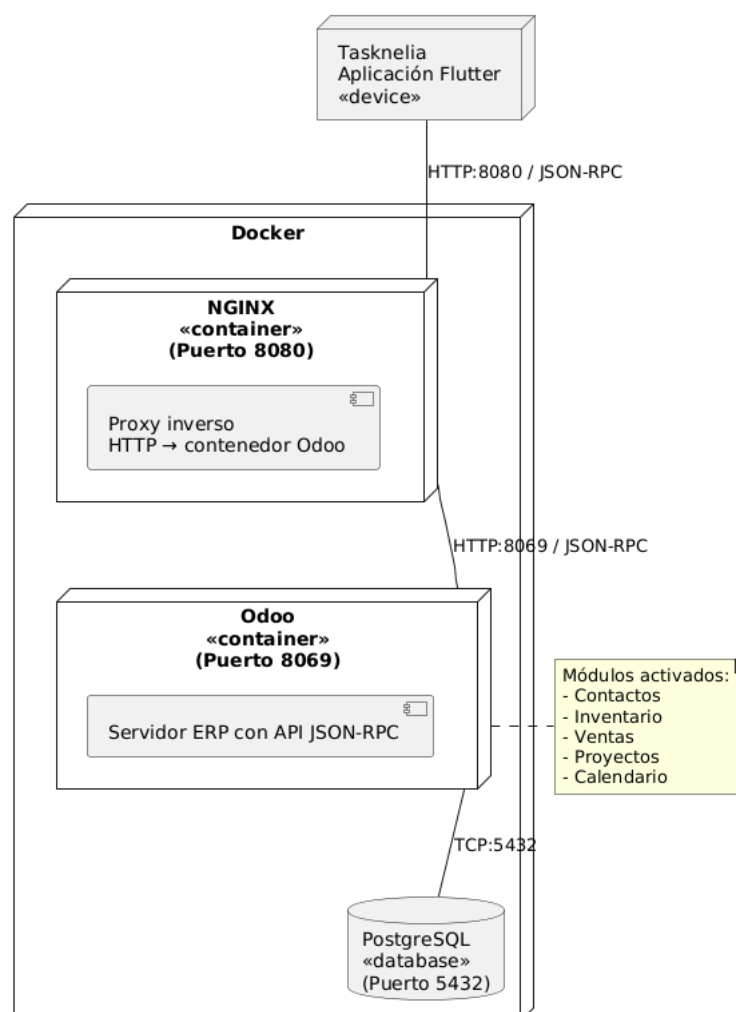 Tasknelia
Aplicación Flutter
«device»
HTTP:8080 / JSON-RPC
Docker
NGINX
«container»
(Puerto 8080)
Proxy inverso
HTTP → contenedor Odoo
HTTP:8069 / JSON-RPC
Odoo
«container»
(Puerto 8069)
Servidor ERP con API JSON-RPC
Módulos activados:
- Contactos
- Inventario
- Ventas
- Proyectos
- Calendario
TCP:5432
PostgreSQL
«database»
(Puerto 5432)